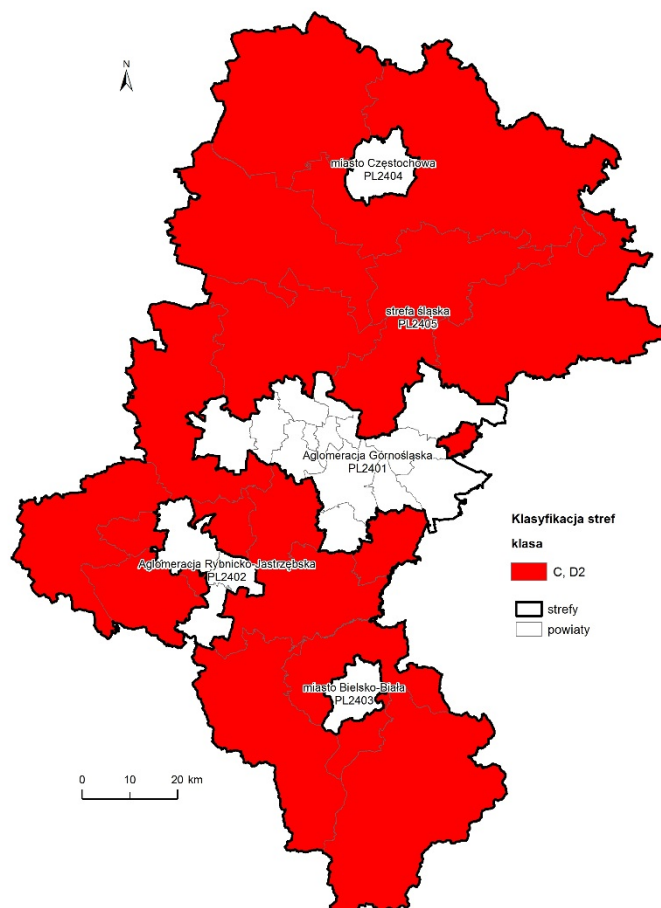 N
miasto Częstochowa
PL2404
strefa śląska
PL2405
Aglomeracja Górnośląska
PL2401
Klasyfikacja stref
klasa
C, D2
strefy
powiaty
Aglomeracja Rybnicko-Jastrzębska
PL2402
miasto Bielsko-Biała
PL2403
0 10 20 km